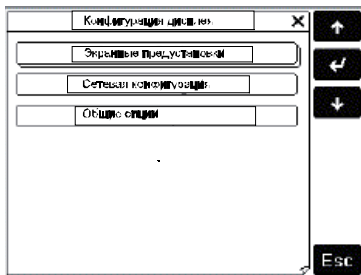 Конфигурация дисплея
Экранные предустановки
Сетевая конфигурация
Общие опции
Esc